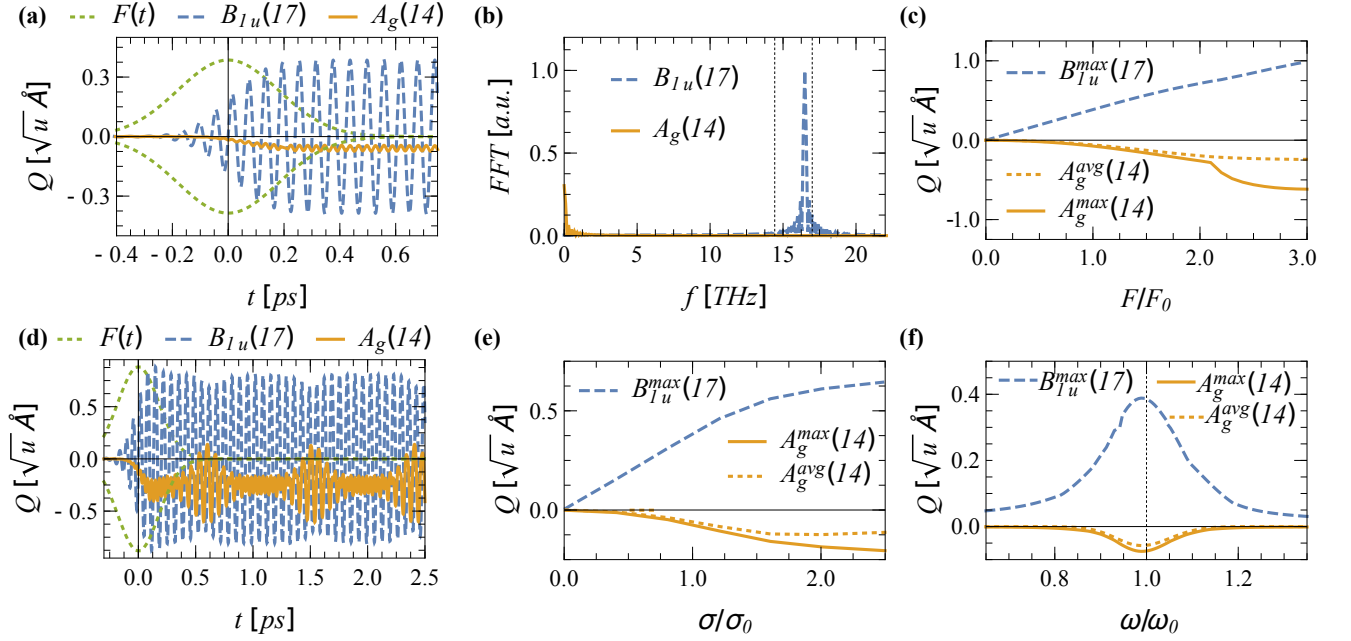 (a) F(t) B1u(17) Ag(14)
Q [√u Å]
0.3
0.0
- 0.3
- 0.4 - 0.2 0.0 0.2 0.4 0.6
t [ps]
(b)
FFT [a.u.]
1.0
0.5
0.0
B1u(17)
Ag(14)
0 5 10 15 20
f [THz]
(c)
Q [√u Å]
1.0
0.0
-1.0
B1u^max(17)
Ag^avg(14)
Ag^max(14)
0.0 1.0 2.0 3.0
F/F0
(d) F(t) B1u(17) Ag(14)
Q [√u Å]
0.5
0
- 0.5
0.0 0.5 1.0 1.5 2.0 2.5
t [ps]
(e)
Q [√u Å]
0.5
0.0
B1u^max(17)
Ag^max(14)
Ag^avg(14)
0.0 1.0 2.0
σ/σ0
(f)
Q [√u Å]
0.4
0.2
0.0
B1u^max(17)
Ag^max(14)
Ag^avg(14)
0.8 1.0 1.2
ω/ω0